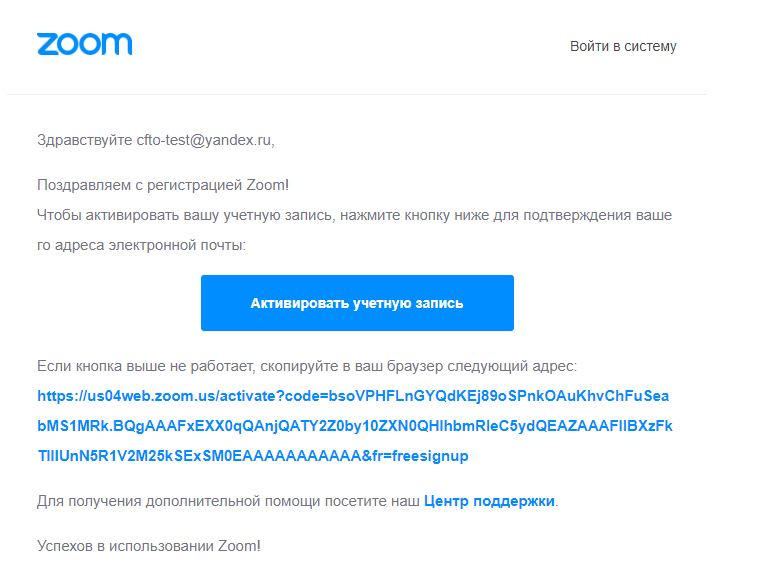 zoom
Войти в систему
Здравствуйте cfto-test@yandex.ru,
Поздравляем с регистрацией Zoom!
Чтобы активировать вашу учетную запись, нажмите кнопку ниже для подтверждения ваше
го адреса электронной почты:
Активировать учетную запись
Если кнопка выше не работает, скопируйте в ваш браузер следующий адрес:
https://us04web.zoom.us/activate?code=bsoVPHFLnGYQdKEj89oSPnkOAuKhvChFuSea
bMS1MRk.BQgAAAFxEXX0qQAnjQATY2Z0by10ZXN0QHlhbmRleC5ydQEAZAAAFllBXzFk
TlllUnN5R1V2M25kSExSM0EAAAAAAAAAAA&fr=freesignup
Для получения дополнительной помощи посетите наш Центр поддержки.
Успехов в использовании Zoom!